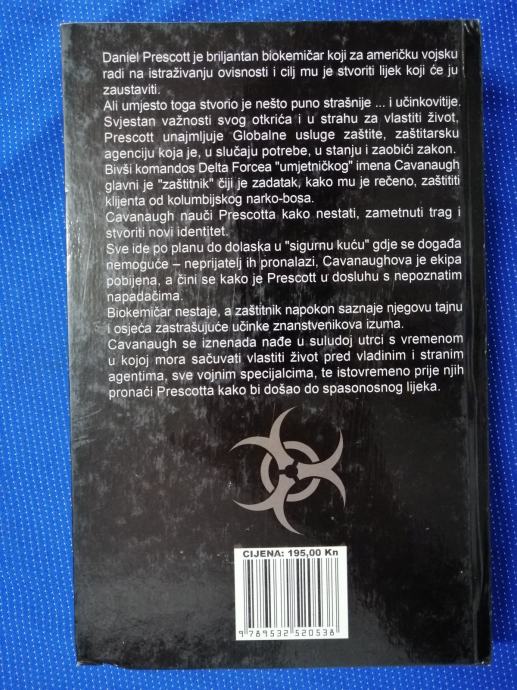 Daniel Prescott je briljantan biokemičar koji za američku vojsku
radi na istraživanju ovisnosti i cilj mu je stvoriti lijek koji će ju
zaustaviti.
Ali umjesto toga stvorio je nešto puno strašnije ... i učinkovitije.
Svjestan važnosti svog otkrića i u strahu za vlastiti život,
Prescott unajmljuje Globalne usluge zaštite, zaštitarsku
agenciju koja je, u slučaju potrebe, u stanju i zaobići zakon.
Bivši komandos Delta Forcea "umjetničkog" imena Cavanaugh
glavni je "zaštitnik" čiji je zadatak, kako mu je rečeno, zaštititi
klijenta od kolumbijskog narko-bosa.
Cavanaugh nauči Prescotta kako nestati, zametnuti trag i
stvoriti novi identitet.
Sve ide po planu do dolaska u "sigurnu kuću" gdje se događa
nemoguće – neprijatelj ih pronalazi, Cavanaughova je ekipa
pobijena, a čini se kako je Prescott u dosluhu s nepoznatim
napadačima.
Biokemičar nestaje, a zaštitnik napokon saznaje njegovu tajnu
i osjeća zastrašujuće učinke znanstvenikova izuma.
Cavanaugh se iznenada nađe u suludoj utrci s vremenom
u kojoj mora sačuvati vlastiti život pred vladinim i stranim
agentima, sve vojnim specijalcima, te istovremeno prije njih
pronaći Prescotta kako bi došao do spasonosnog lijeka.
CIJENA: 195,00 Kn
9 789532 520538